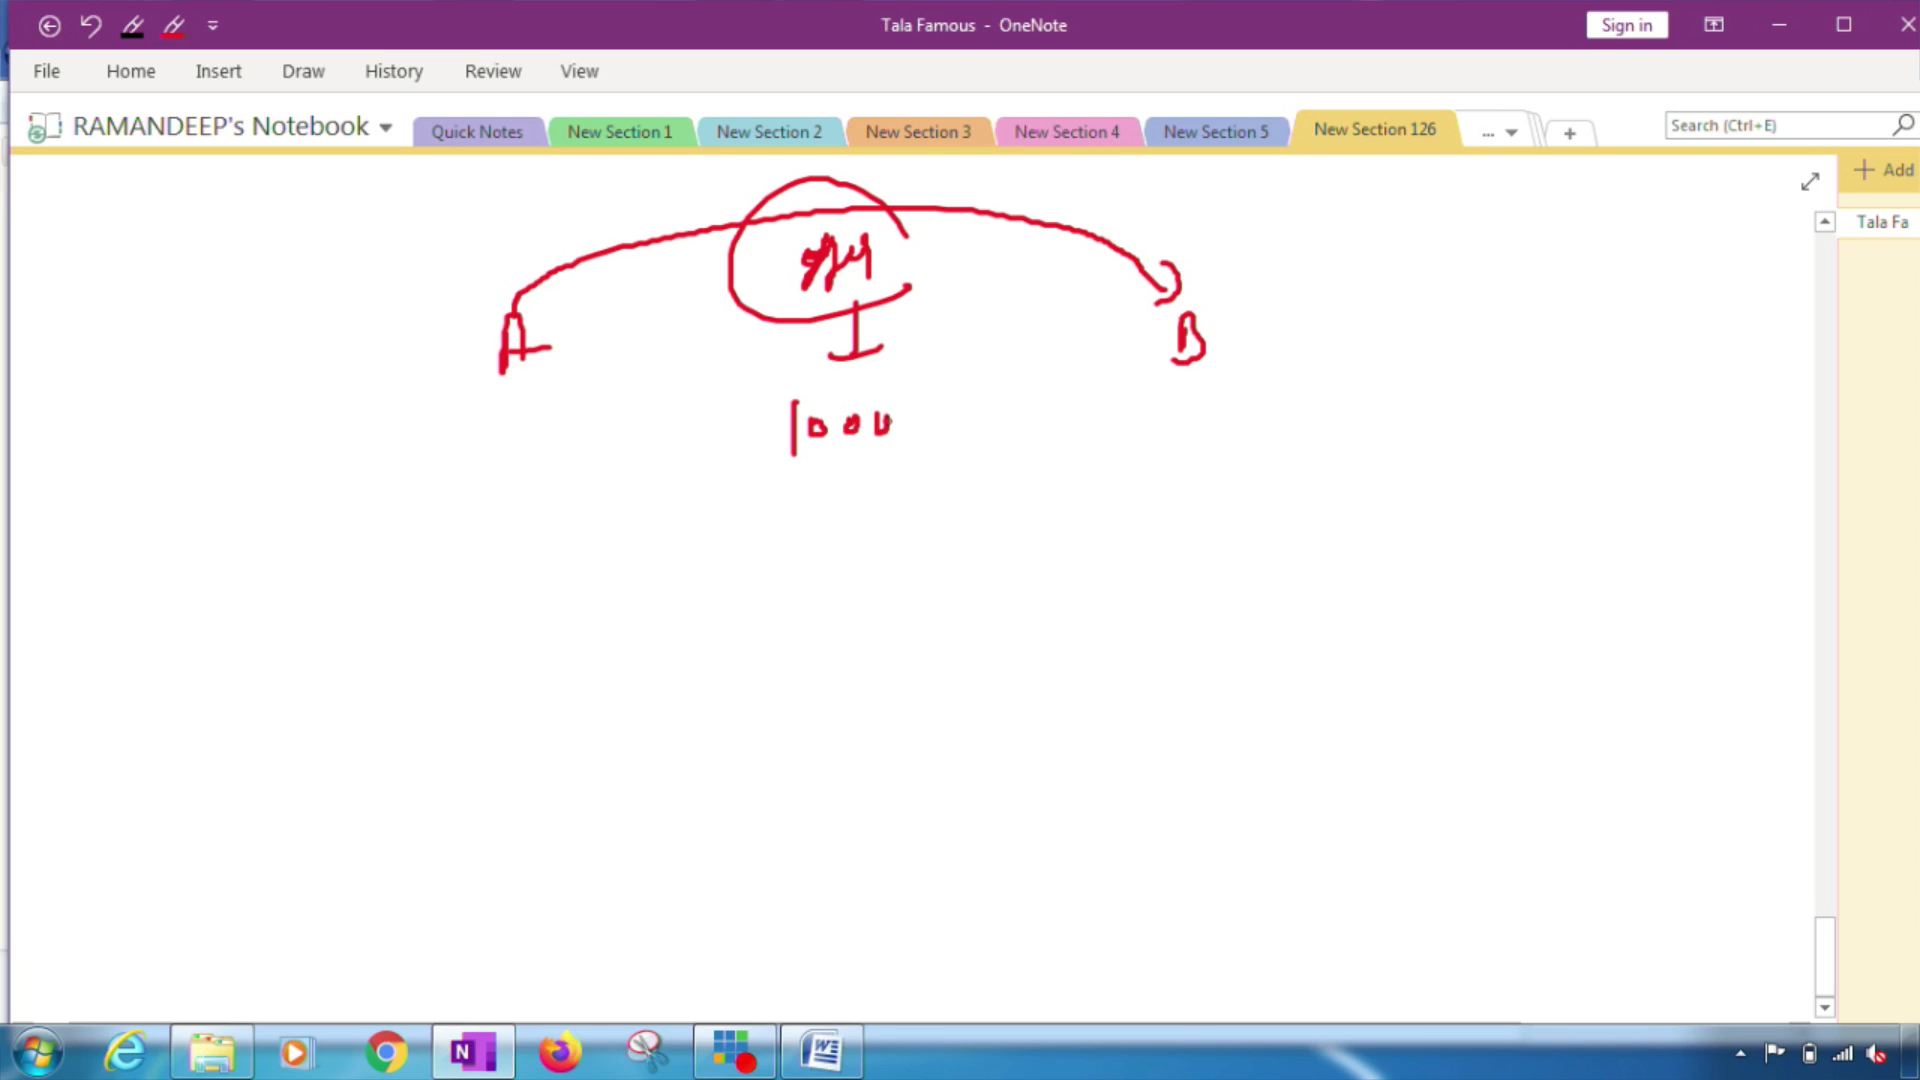 Tala Famous - OneNote
Sign in
File Home Insert Draw History Review View
RAMANDEEP's Notebook
Quick Notes New Section 1 New Section 2 New Section 3 New Section 4 New Section 5 New Section 126 ...
Search (Ctrl+E)
Add
Tala Fa
A B
1000